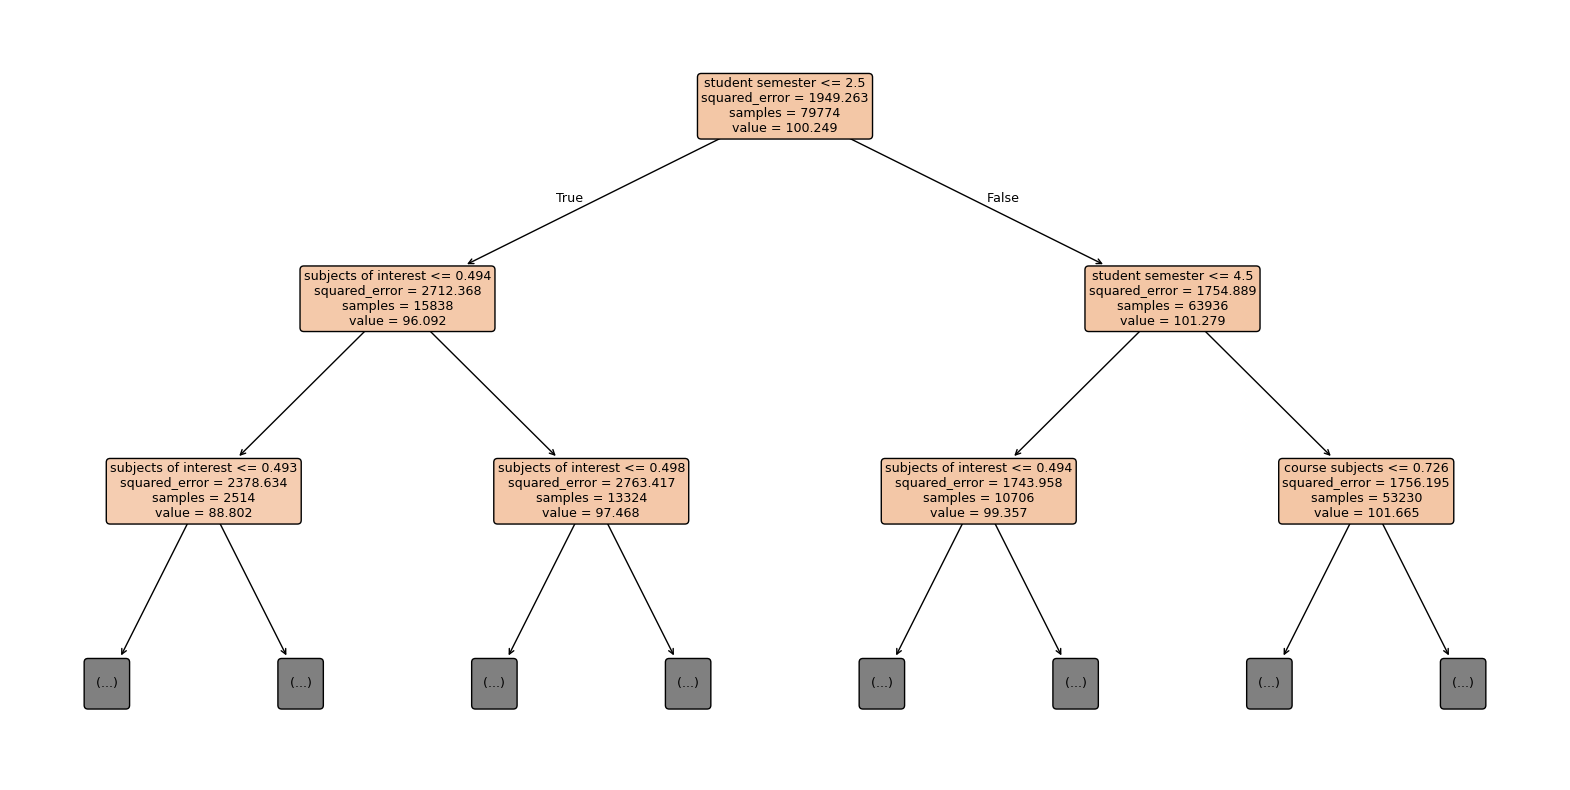 student semester <= 2.5
squared_error = 1949.263
samples = 79774
value = 100.249
True
False
subjects of interest <= 0.494
squared_error = 2712.368
samples = 15838
value = 96.092
student semester <= 4.5
squared_error = 1754.889
samples = 63936
value = 101.279
subjects of interest <= 0.493
squared_error = 2378.634
samples = 2514
value = 88.802
subjects of interest <= 0.498
squared_error = 2763.417
samples = 13324
value = 97.468
subjects of interest <= 0.494
squared_error = 1743.958
samples = 10706
value = 99.357
course subjects <= 0.726
squared_error = 1756.195
samples = 53230
value = 101.665
(...)
(...)
(...)
(...)
(...)
(...)
(...)
(...)